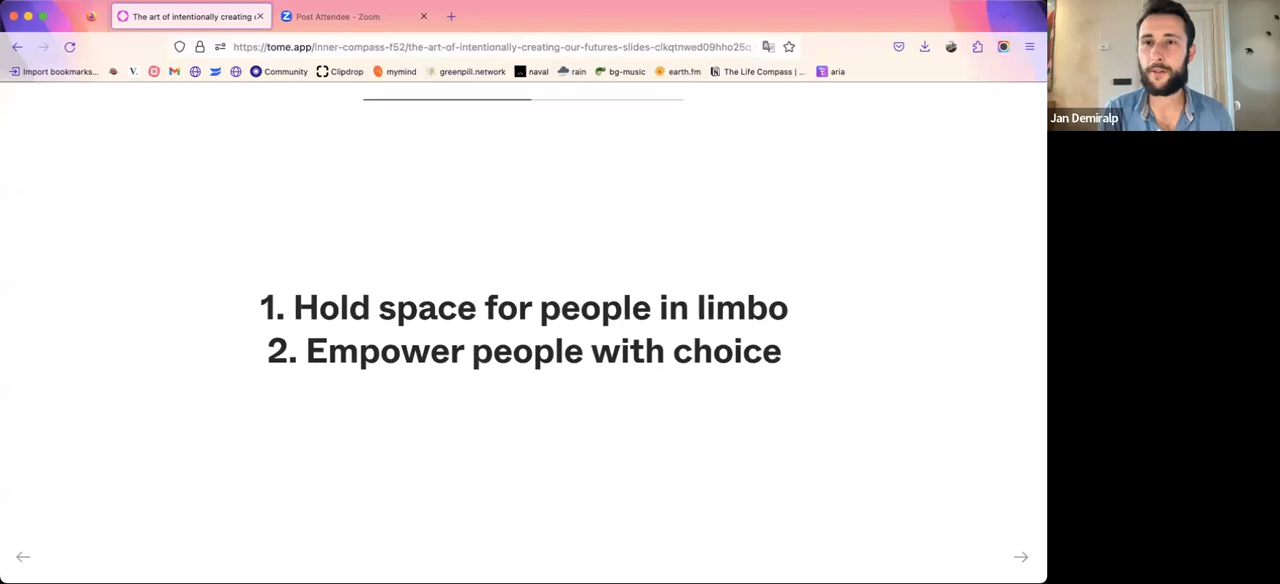 The art of intentionally creating
Post Attendee - Zoom
https://tome.app/inner-compass-f52/the-art-of-intentionally-creating-our-futures-slides-clkqtnwed09hho25q
Import bookmarks...
Community
Clipdrop
mymind
greenpill.network
naval
rain
bg-music
earth.fm
The Life Compass | ...
aria
Jan Demiralp
1. Hold space for people in limbo
2. Empower people with choice